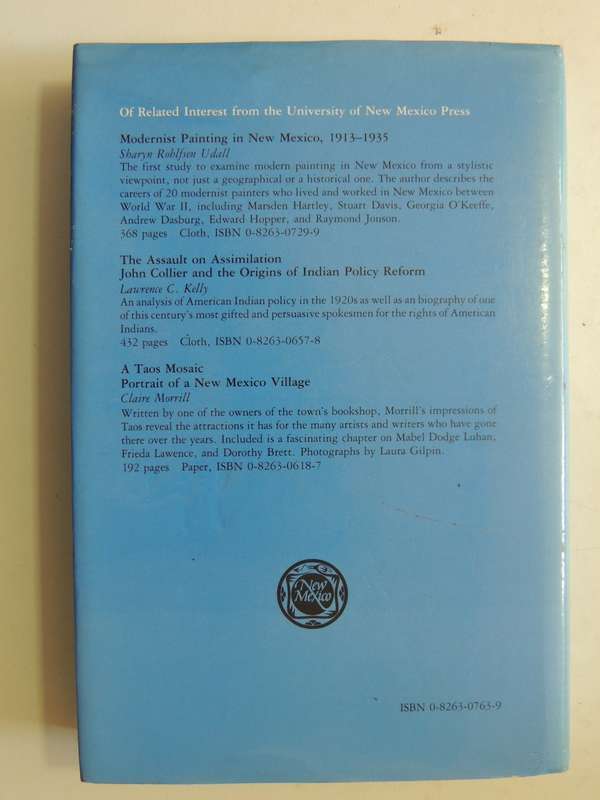 Of Related Interest from the University of New Mexico Press
Modernist Painting in New Mexico, 1913–1935
Sharyn Rohlfsen Udall
The first study to examine modern painting in New Mexico from a stylistic
viewpoint, not just a geographical or a historical one. The author describes the
careers of 20 modernist painters who lived and worked in New Mexico between
World War II, including Marsden Hartley, Stuart Davis, Georgia O'Keeffe,
Andrew Dasburg, Edward Hopper, and Raymond Jonson.
368 pages Cloth, ISBN 0-8263-0729-9
The Assault on Assimilation
John Collier and the Origins of Indian Policy Reform
Lawrence C. Kelly
An analysis of American Indian policy in the 1920s as well as an biography of one
of this century's most gifted and persuasive spokesmen for the rights of American
Indians.
432 pages Cloth, ISBN 0-8263-0657-8
A Taos Mosaic
Portrait of a New Mexico Village
Claire Morrill
Written by one of the owners of the town's bookshop, Morrill's impressions of
Taos reveal the attractions it has for the many artists and writers who have gone
there over the years. Included is a fascinating chapter on Mabel Dodge Luhan,
Frieda Lawence, and Dorothy Brett. Photographs by Laura Gilpin.
192 pages Paper, ISBN 0-8263-0618-7
New
Mexico
ISBN 0-8263-0763-9